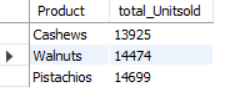 Product total_Unitsold
Cashews 13925
Walnuts 14474
Pistachios 14699